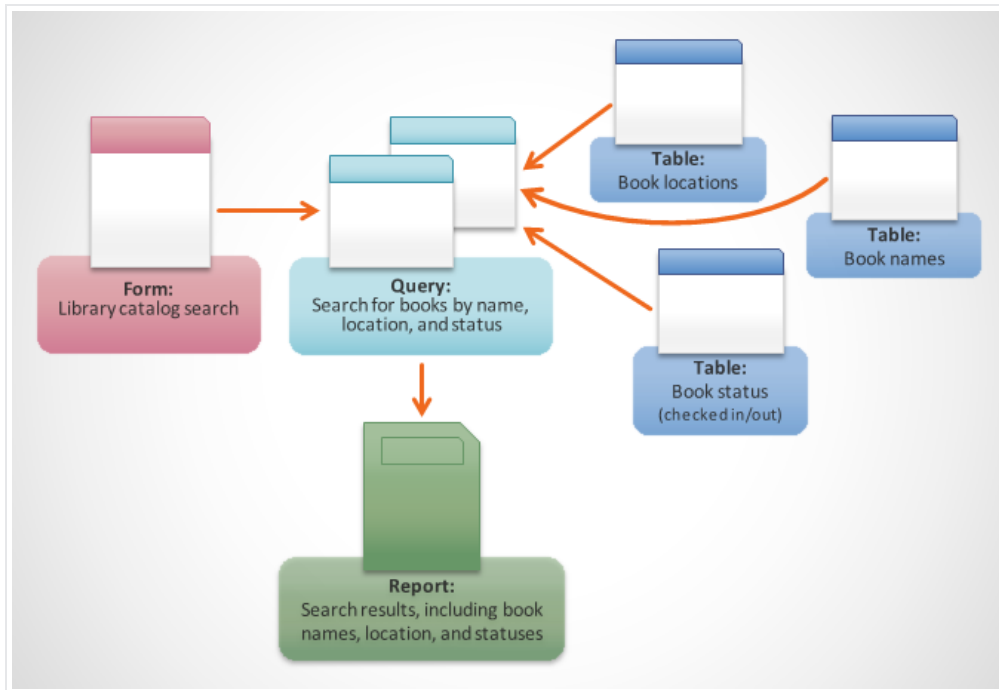 Table:
Book locations
Table:
Book names
Form:
Library catalog search
Query:
Search for books by name,
location, and status
Table:
Book status
(checked in/out)
Report:
Search results, including book
names, location, and statuses